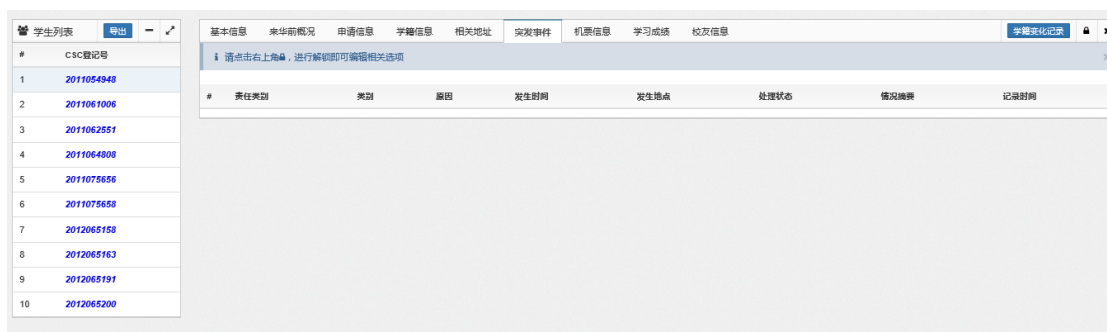 学生列表 导出
# CSC登记号
1 2011054948
2 2011061006
3 2011062551
4 2011064808
5 2011075656
6 2011075658
7 2012065158
8 2012065163
9 2012065191
10 2012065200
基本信息 来华前概况 申请信息 学籍信息 相关地址 突发事件 机票信息 学习成绩 校友信息 学籍变化记录
请点击右上角，进行解锁即可编辑相关选项
# 责任类别 类别 原因 发生时间 发生地点 处理状态 情况摘要 记录时间